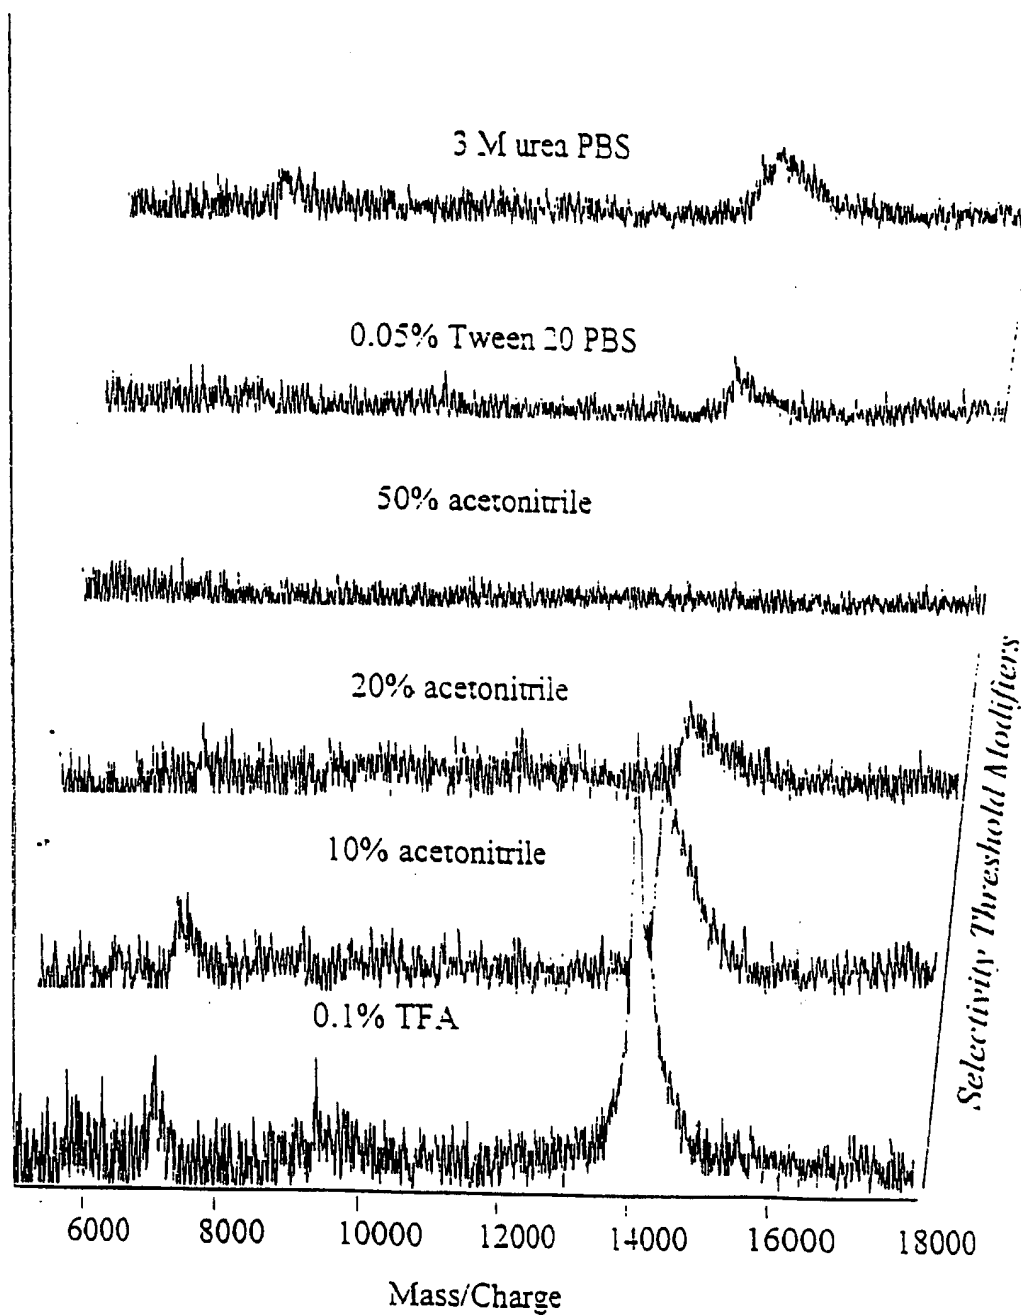 3 M urea PBS
0.05% Tween 20 PBS
50% acetonitrile
20% acetonitrile
10% acetonitrile
0.1% TFA
Selectivity Threshold Modifiers
6000 8000 10000 12000 14000 16000 18000
Mass/Charge